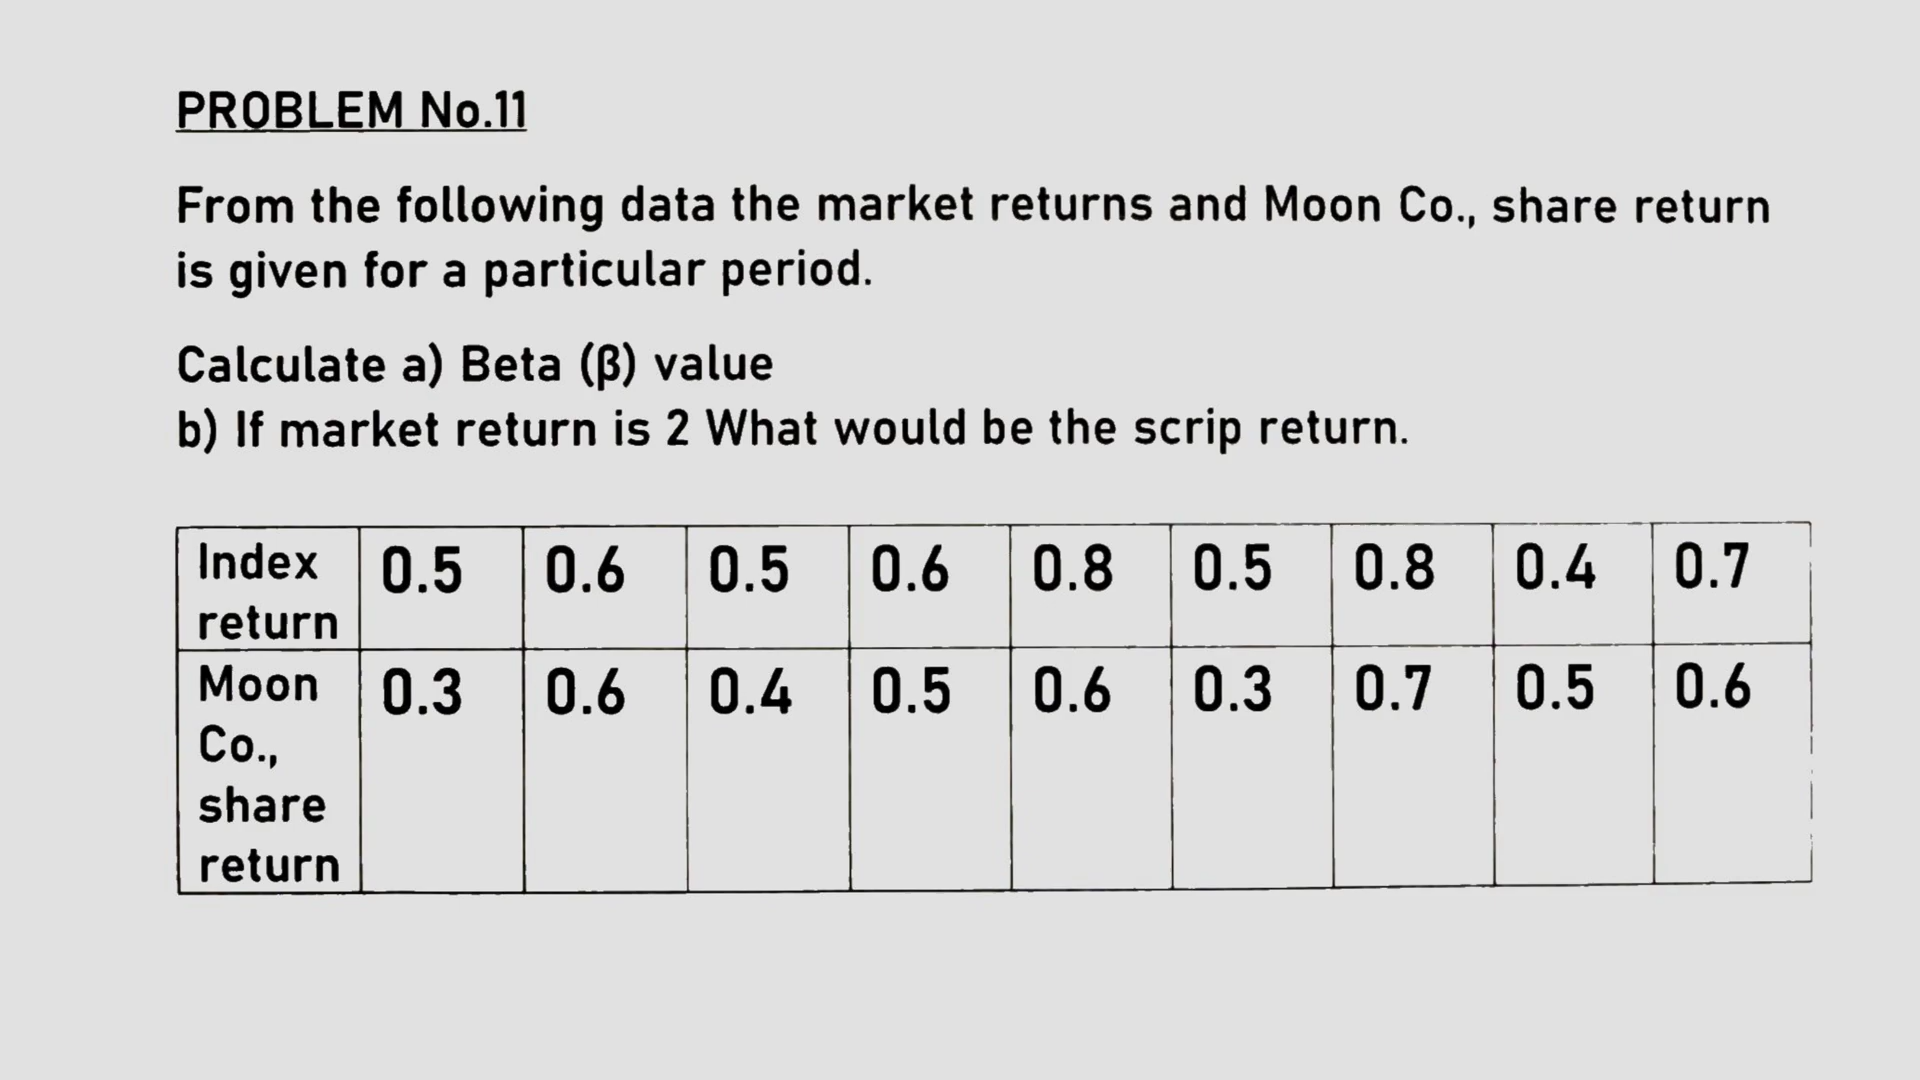 PROBLEM No.11
From the following data the market returns and Moon Co., share return
is given for a particular period.
Calculate a) Beta (β) value
b) If market return is 2 What would be the scrip return.
Index return 0.5 0.6 0.5 0.6 0.8 0.5 0.8 0.4 0.7
Moon Co., share return 0.3 0.6 0.4 0.5 0.6 0.3 0.7 0.5 0.6